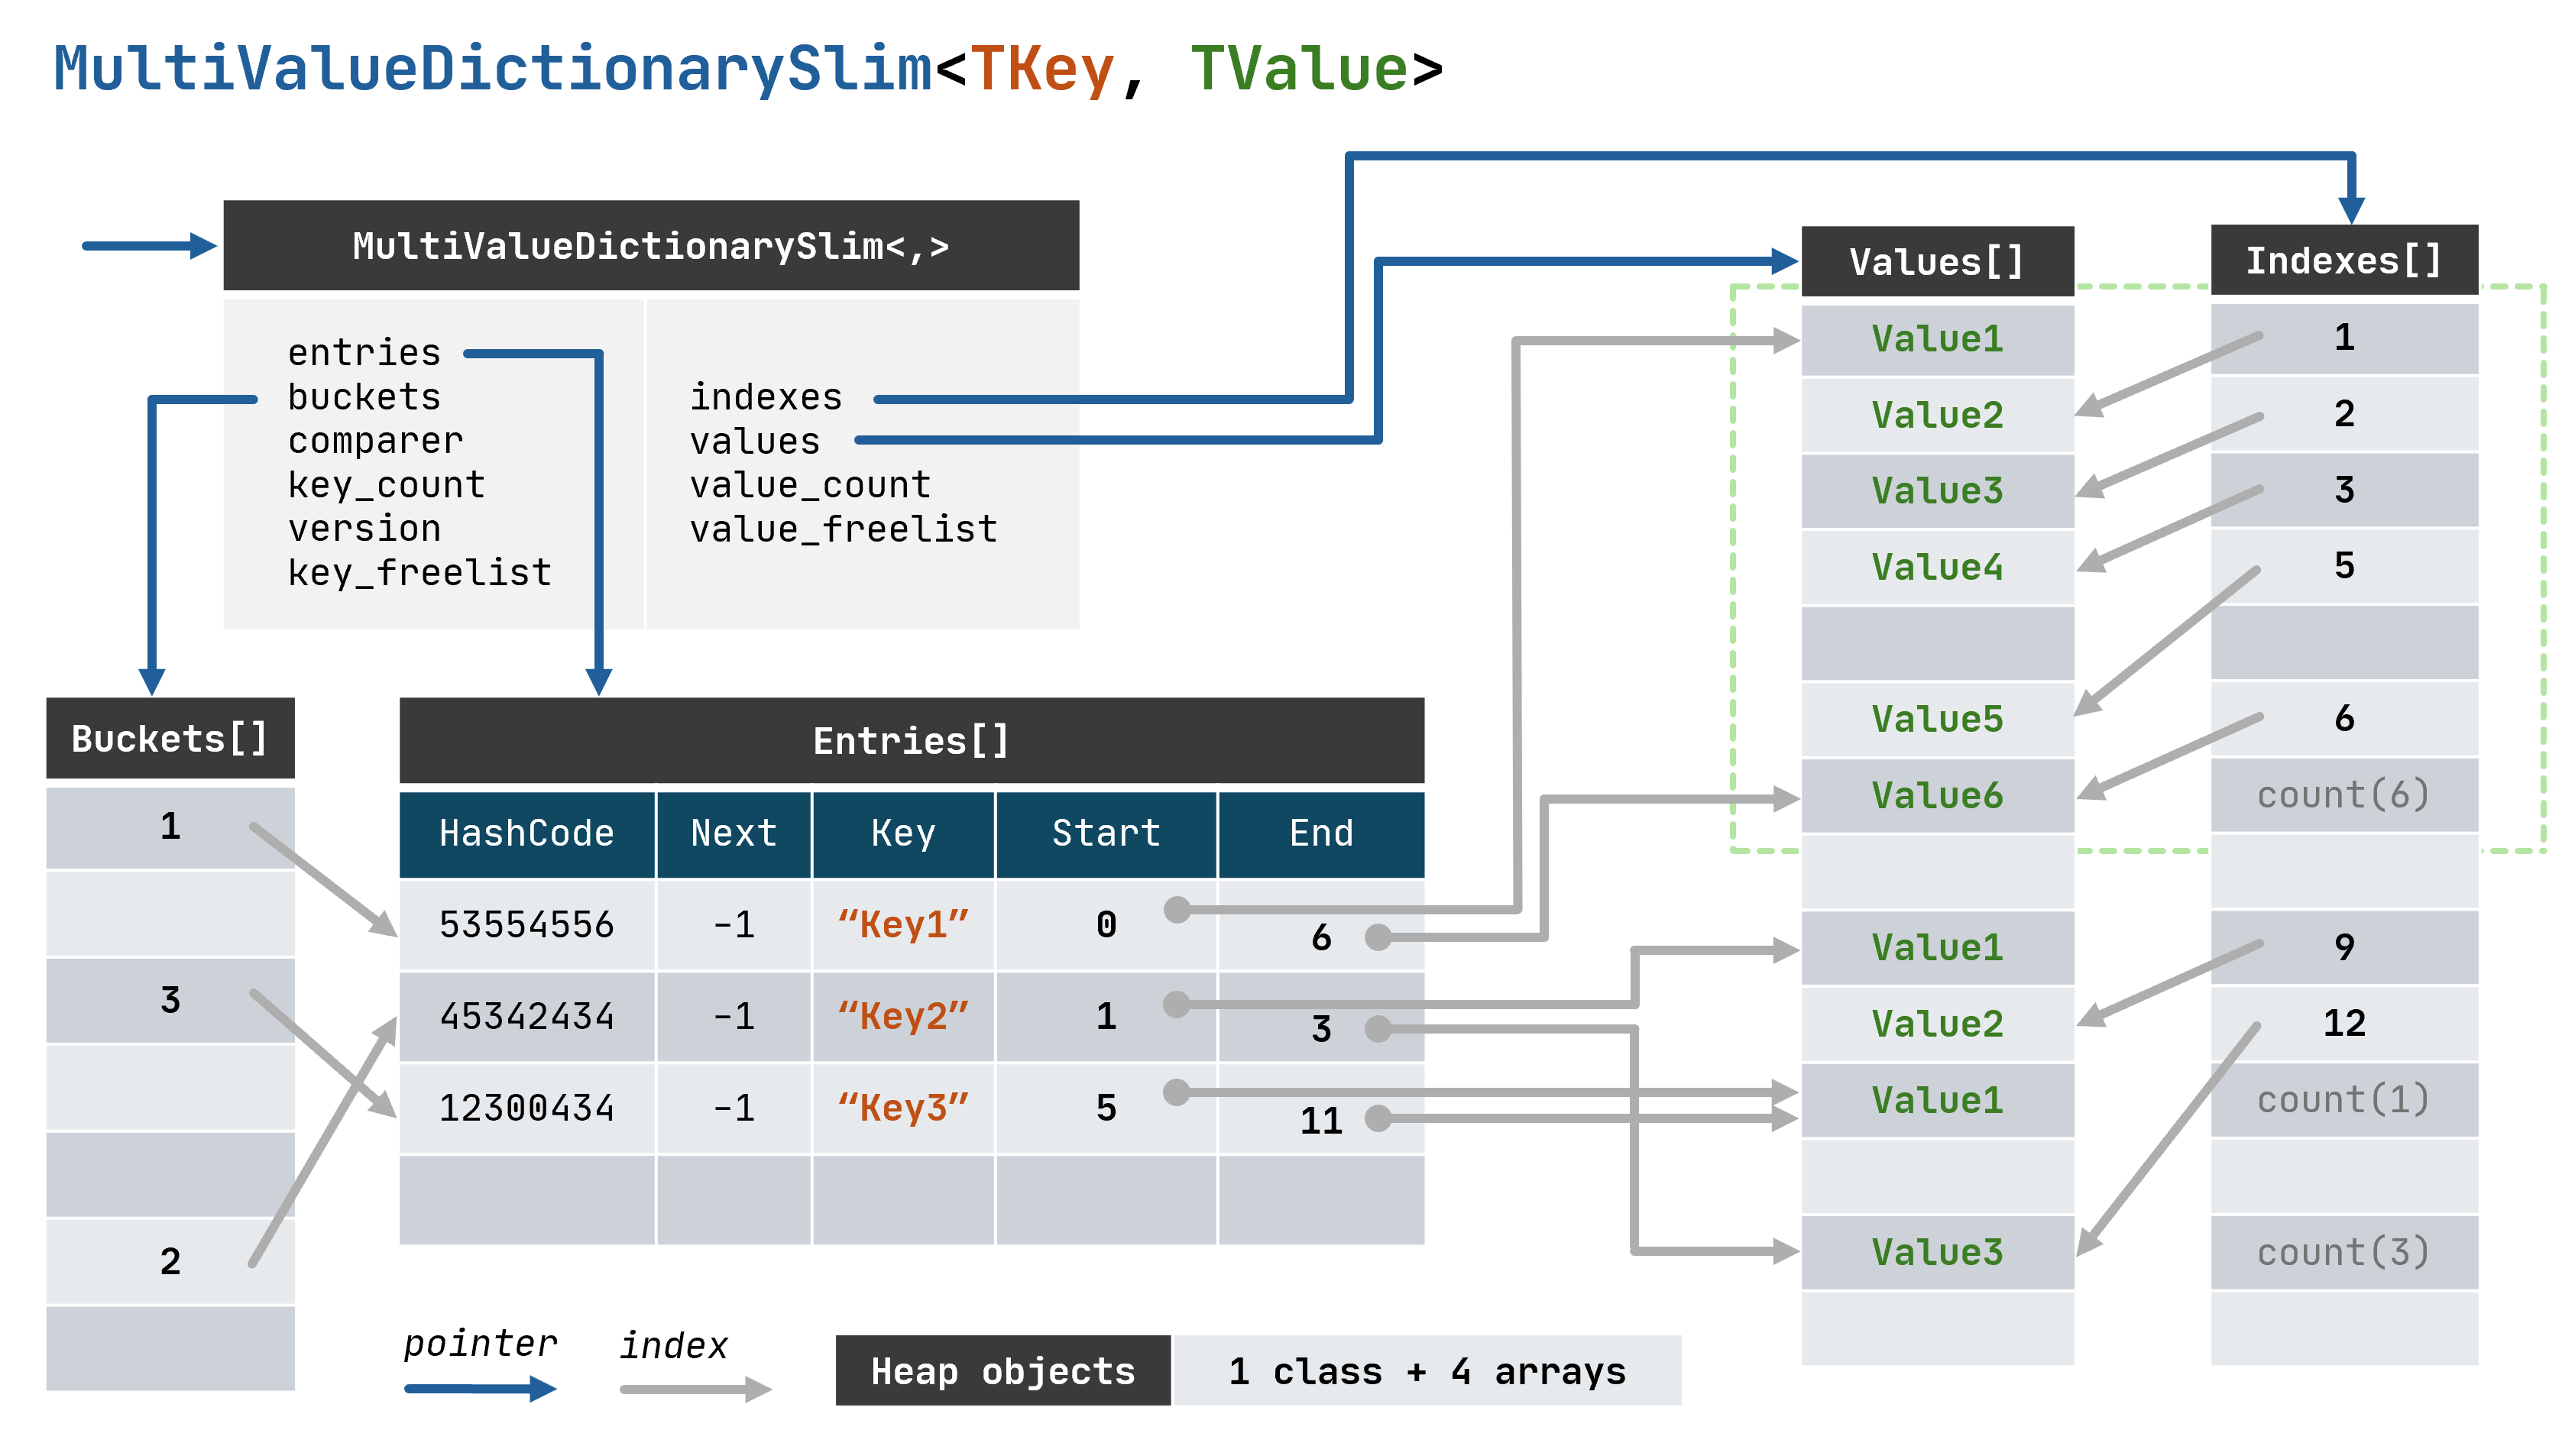 MultiValueDictionarySlim<TKey, TValue>
MultiValueDictionarySlim<,>
entries
buckets
comparer
key_count
version
key_freelist
indexes
values
value_count
value_freelist
Buckets[]
1
3
2
Entries[]
HashCode Next Key Start End
53554556 -1 “Key1” 0 6
45342434 -1 “Key2” 1 3
12300434 -1 “Key3” 5 11
Values[]
Value1
Value2
Value3
Value4
Value5
Value6
Value1
Value2
Value1
Value3
Indexes[]
1
2
3
5
6
count(6)
9
12
count(1)
count(3)
pointer
index
Heap objects 1 class + 4 arrays